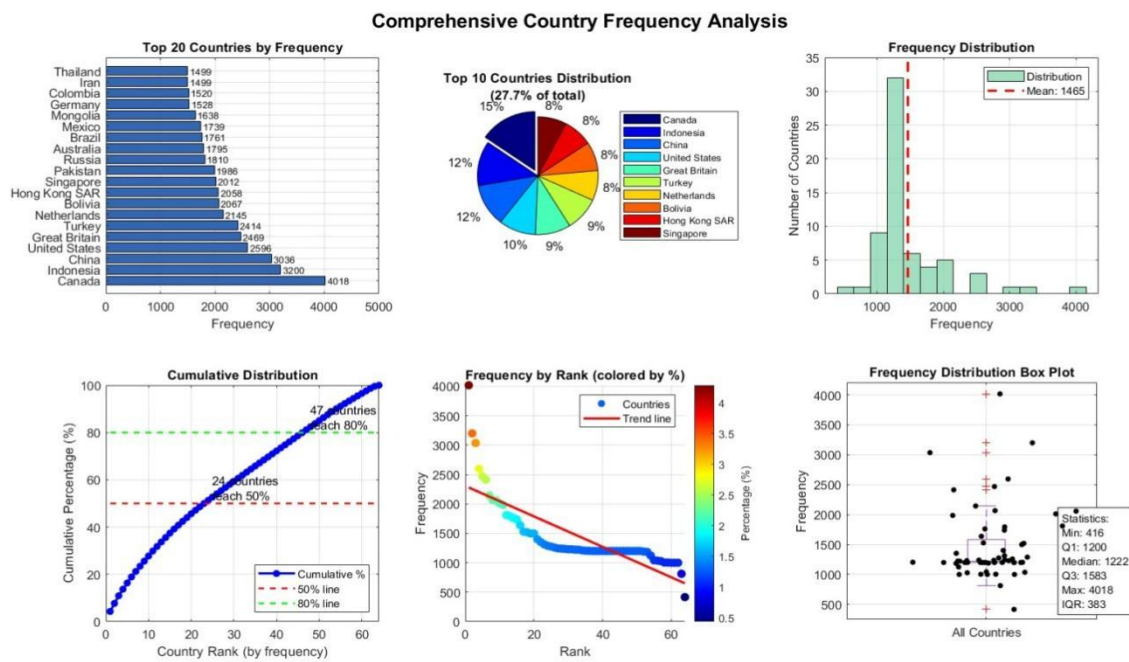 Comprehensive Country Frequency Analysis
Top 20 Countries by Frequency
Thailand 1499
Iran 1499
Colombia 1520
Germany 1528
Mongolia 1638
Mexico 1739
Brazil 1761
Australia 1795
Russia 1810
Pakistan 1986
Singapore 2012
Hong Kong SAR 2058
Bolivia 2067
Netherlands 2145
Turkey 2414
Great Britain 2469
United States 2596
China 3036
Indonesia 3200
Canada 4018
0 1000 2000 3000 4000 5000
Frequency
Top 10 Countries Distribution
(27.7% of total)
15%
12%
12%
10%
9%
9%
8%
8%
8%
8%
Canada
Indonesia
China
United States
Great Britain
Turkey
Netherlands
Bolivia
Hong Kong SAR
Singapore
Frequency Distribution
Number of Countries
35
30
25
20
15
10
5
0
1000 2000 3000 4000
Frequency
Distribution
Mean: 1465
Cumulative Distribution
Cumulative Percentage (%)
100
80
60
40
20
0
47 countries
reach 80%
24 countries
reach 50%
Cumulative %
50% line
80% line
0 10 20 30 40 50 60
Country Rank (by frequency)
Frequency by Rank (colored by %)
Frequency
4000
3500
3000
2500
2000
1500
1000
500
0
Countries
Trend line
0 20 40 60
Rank
4
3.5
3
2.5
2
1.5
1
0.5
Percentage (%)
Frequency Distribution Box Plot
Frequency
4000
3500
3000
2500
2000
1500
1000
500
All Countries
Statistics:
Min: 416
Q1: 1200
Median: 1222
Q3: 1583
Max: 4018
IQR: 383